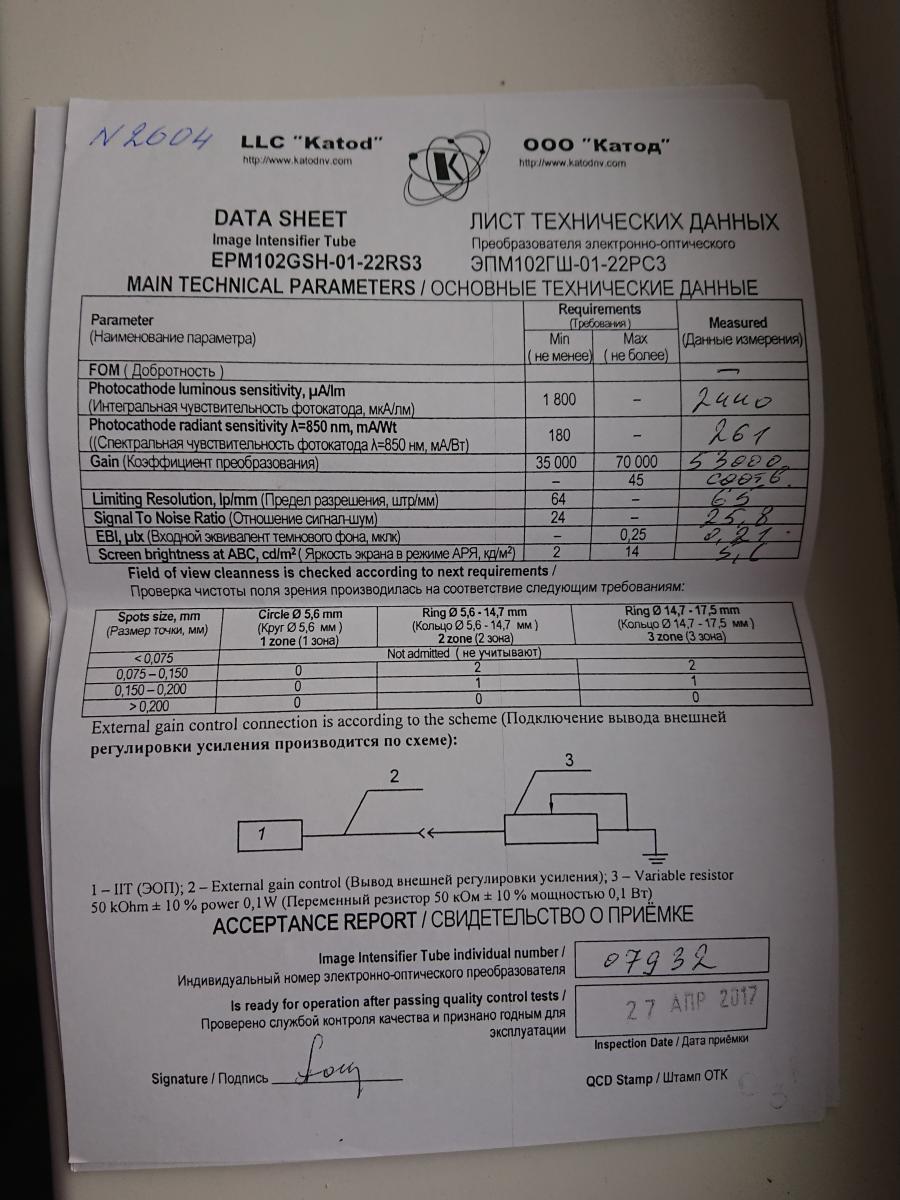 N2604
LLC "Katod"
http://www.katodnv.com
K
ООО "Катод"
http://www.katodnv.com
DATA SHEET
Image Intensifier Tube
EPM102GSH-01-22RS3
ЛИСТ ТЕХНИЧЕСКИХ ДАННЫХ
Преобразователя электронно-оптического
ЭПМ102ГШ-01-22РС3
MAIN TECHNICAL PARAMETERS / ОСНОВНЫЕ ТЕХНИЧЕСКИЕ ДАННЫЕ
Parameter
(Наименование параметра)
Requirements
(Требования)
Min
(не менее)
Max
(не более)
Measured
(Данные измерения)
FOM ( Добротность ) –
Photocathode luminous sensitivity, µA/lm
(Интегральная чувствительность фотокатода, мкА/лм)
1 800 – 2440
Photocathode radiant sensitivity λ=850 nm, mA/Wt
((Спектральная чувствительность фотокатода λ=850 нм, мА/Вт)
180 – 261
Gain (Коэффициент преобразования) 35 000 70 000 53000
– 45 соотв.
Limiting Resolution, lp/mm (Предел разрешения, штр/мм) 64 – 65
Signal To Noise Ratio (Отношение сигнал-шум) 24 – 25,8
EBI, µlx (Входной эквивалент темнового фона, мклк) – 0,25 0,21
Screen brightness at ABC, cd/m² ( Яркость экрана в режиме АРЯ, кд/м²) 2 14
Field of view cleanness is checked according to next requirements /
Проверка чистоты поля зрения производилась на соответствие следующим требованиям:
Spots size, mm
(Размер точки, мм)
Circle Ø 5,6 mm
(Круг Ø 5,6 мм )
1 zone (1 зона)
Ring Ø 5,6 - 14,7 mm
(Кольцо Ø 5,6 -14,7 мм )
2 zone (2 зона)
Ring Ø 14,7 - 17,5 mm
(Кольцо Ø 14,7 - 17,5 мм )
3 zone (3 зона)
< 0,075 Not admitted ( не учитывают)
0,075 – 0,150 0 2 2
0,150 – 0,200 0 1 1
> 0,200 0 0 0
External gain control connection is according to the scheme (Подключение вывода внешней
регулировки усиления производится по схеме):
1
2
3
1 – IIT (ЭОП); 2 – External gain control (Вывод внешней регулировки усиления); 3 – Variable resistor
50 kOhm ± 10 % power 0,1W (Переменный резистор 50 кОм ± 10 % мощностью 0,1 Вт)
ACCEPTANCE REPORT / СВИДЕТЕЛЬСТВО О ПРИЁМКЕ
Image Intensifier Tube individual number /
Индивидуальный номер электронно-оптического преобразователя
07932
Is ready for operation after passing quality control tests /
Проверено службой контроля качества и признано годным для
эксплуатации
27 АПР 2017
Inspection Date / Дата приёмки
Signature / Подпись
QCD Stamp / Штамп ОТК